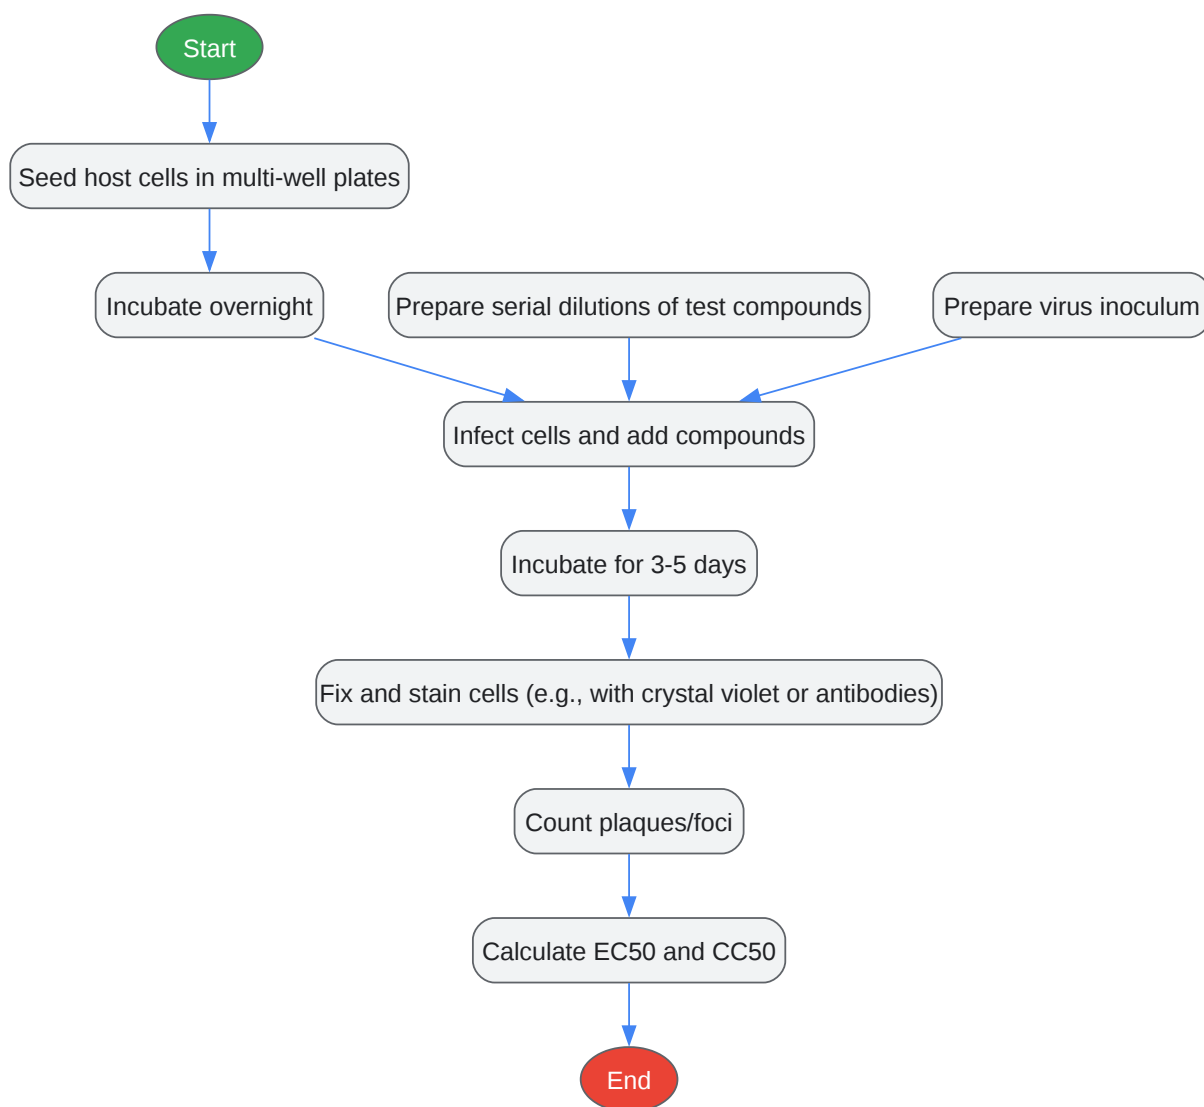 Start
Seed host cells in multi-well plates
Incubate overnight
Prepare serial dilutions of test compounds
Prepare virus inoculum
Infect cells and add compounds
Incubate for 3-5 days
Fix and stain cells (e.g., with crystal violet or antibodies)
Count plaques/foci
Calculate EC50 and CC50
End